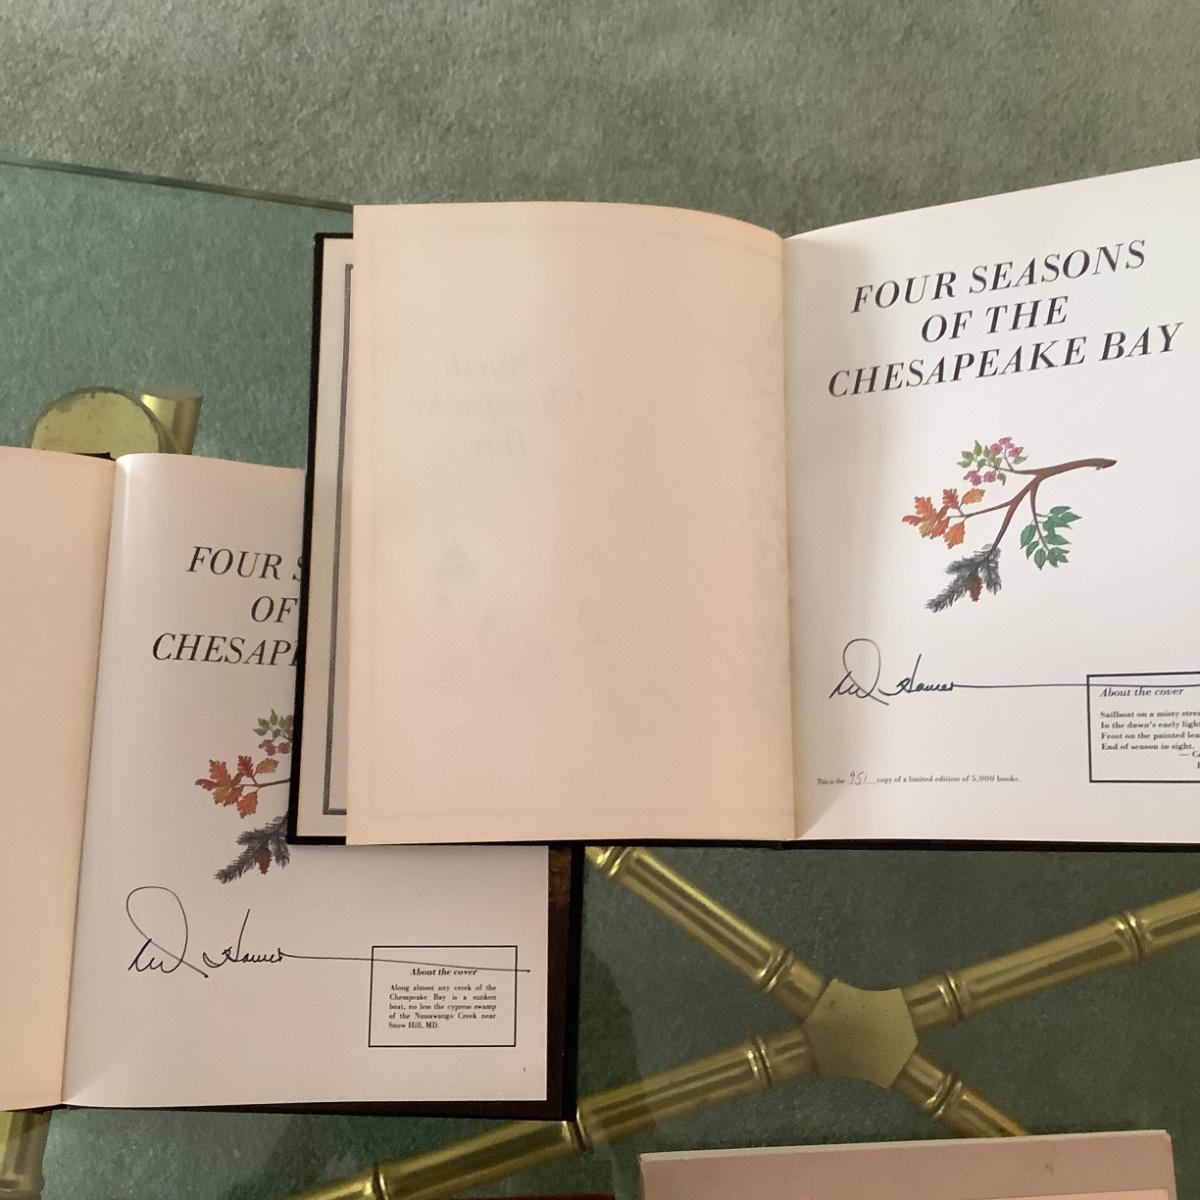 FOUR SEASONS
OF THE
CHESAPEAKE BAY
About the cover
Sailboat on a misty
In the dawn's early
Frost on the painted
End of season in sight.
This is the 951 copy of a limited edition of 5,000 books.
North
Chesapeake
Bay
FOUR
OF
CHESAP
About the cover
Along almost any creek of the
Chesapeake Bay is a sunken
boat, no less the cypress swamp
of the Nassawango Creek near
Snow Hill, MD.